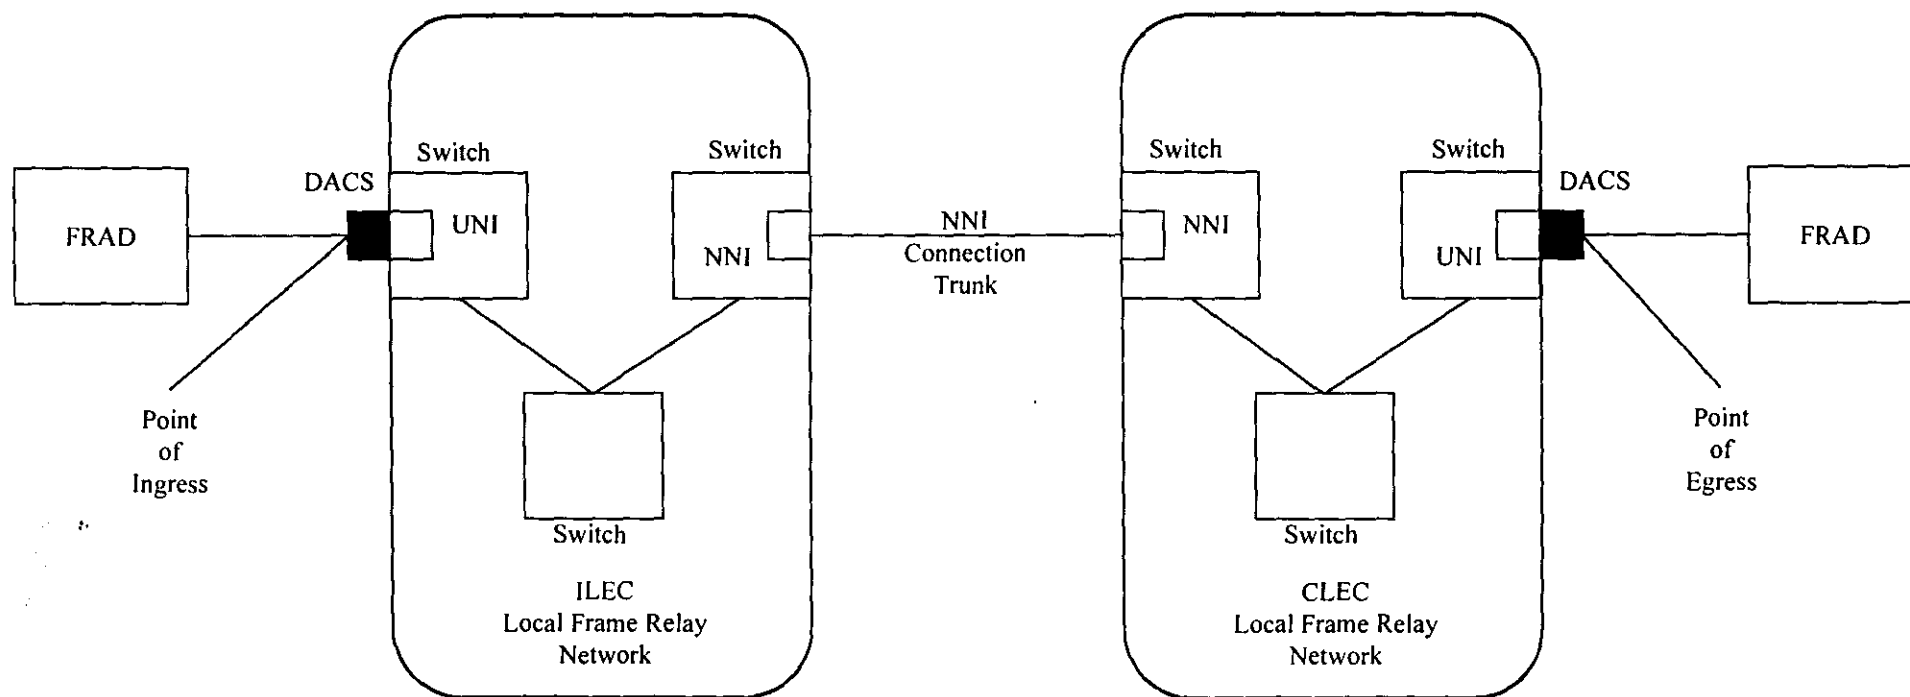 Switch
Switch
Switch
Switch
DACS
DACS
FRAD
UNI
NNI
NNI
Connection
Trunk
NNI
UNI
FRAD
Point
of
Ingress
Point
of
Egress
Switch
Switch
ILEC
Local Frame Relay
Network
CLEC
Local Frame Relay
Network